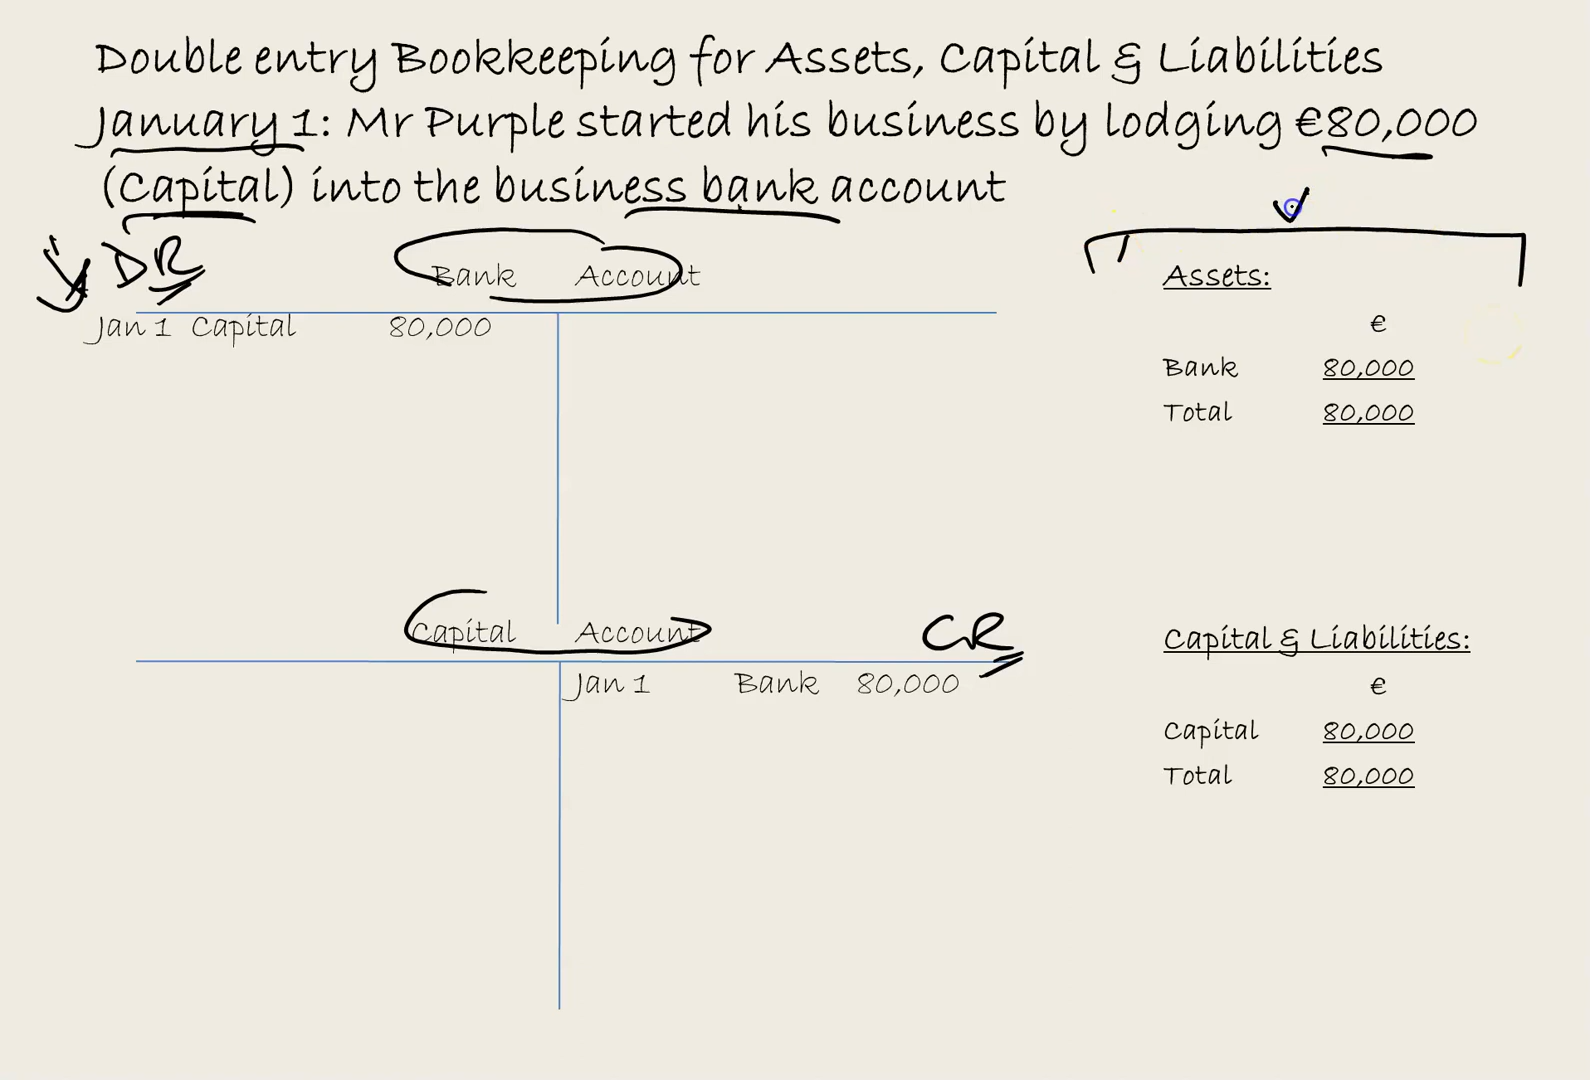 Double entry Bookkeeping for Assets, Capital & Liabilities
January 1: Mr Purple started his business by lodging €80,000
(Capital) into the business bank account
DR
Bank Account
Jan 1 Capital 80,000
Assets:
€
Bank 80,000
Total 80,000
Capital Account
CR
Jan 1 Bank 80,000
Capital & Liabilities:
€
Capital 80,000
Total 80,000